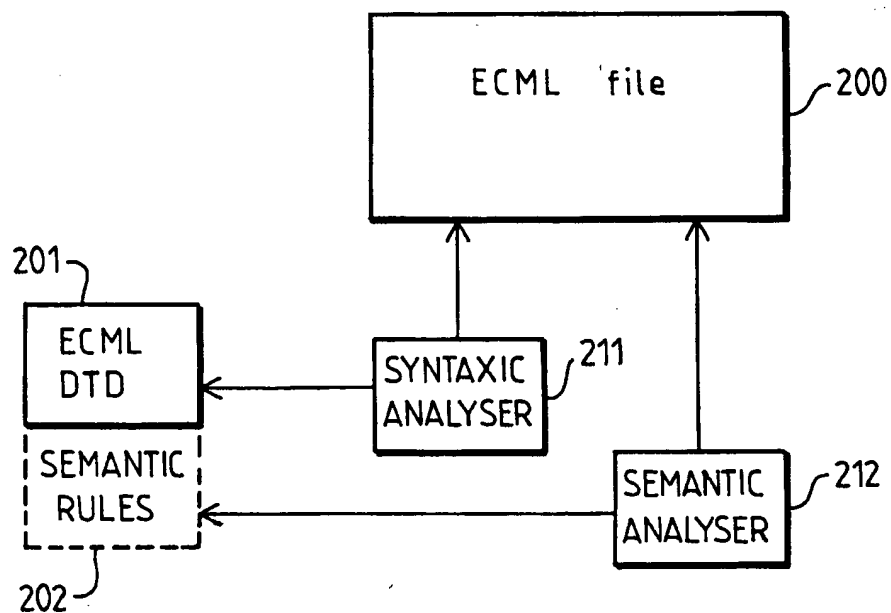 ECML file
200
201
ECML
DTD
SYNTAXIC
ANALYSER
211
SEMANTIC
RULES
SEMANTIC
ANALYSER
212
202